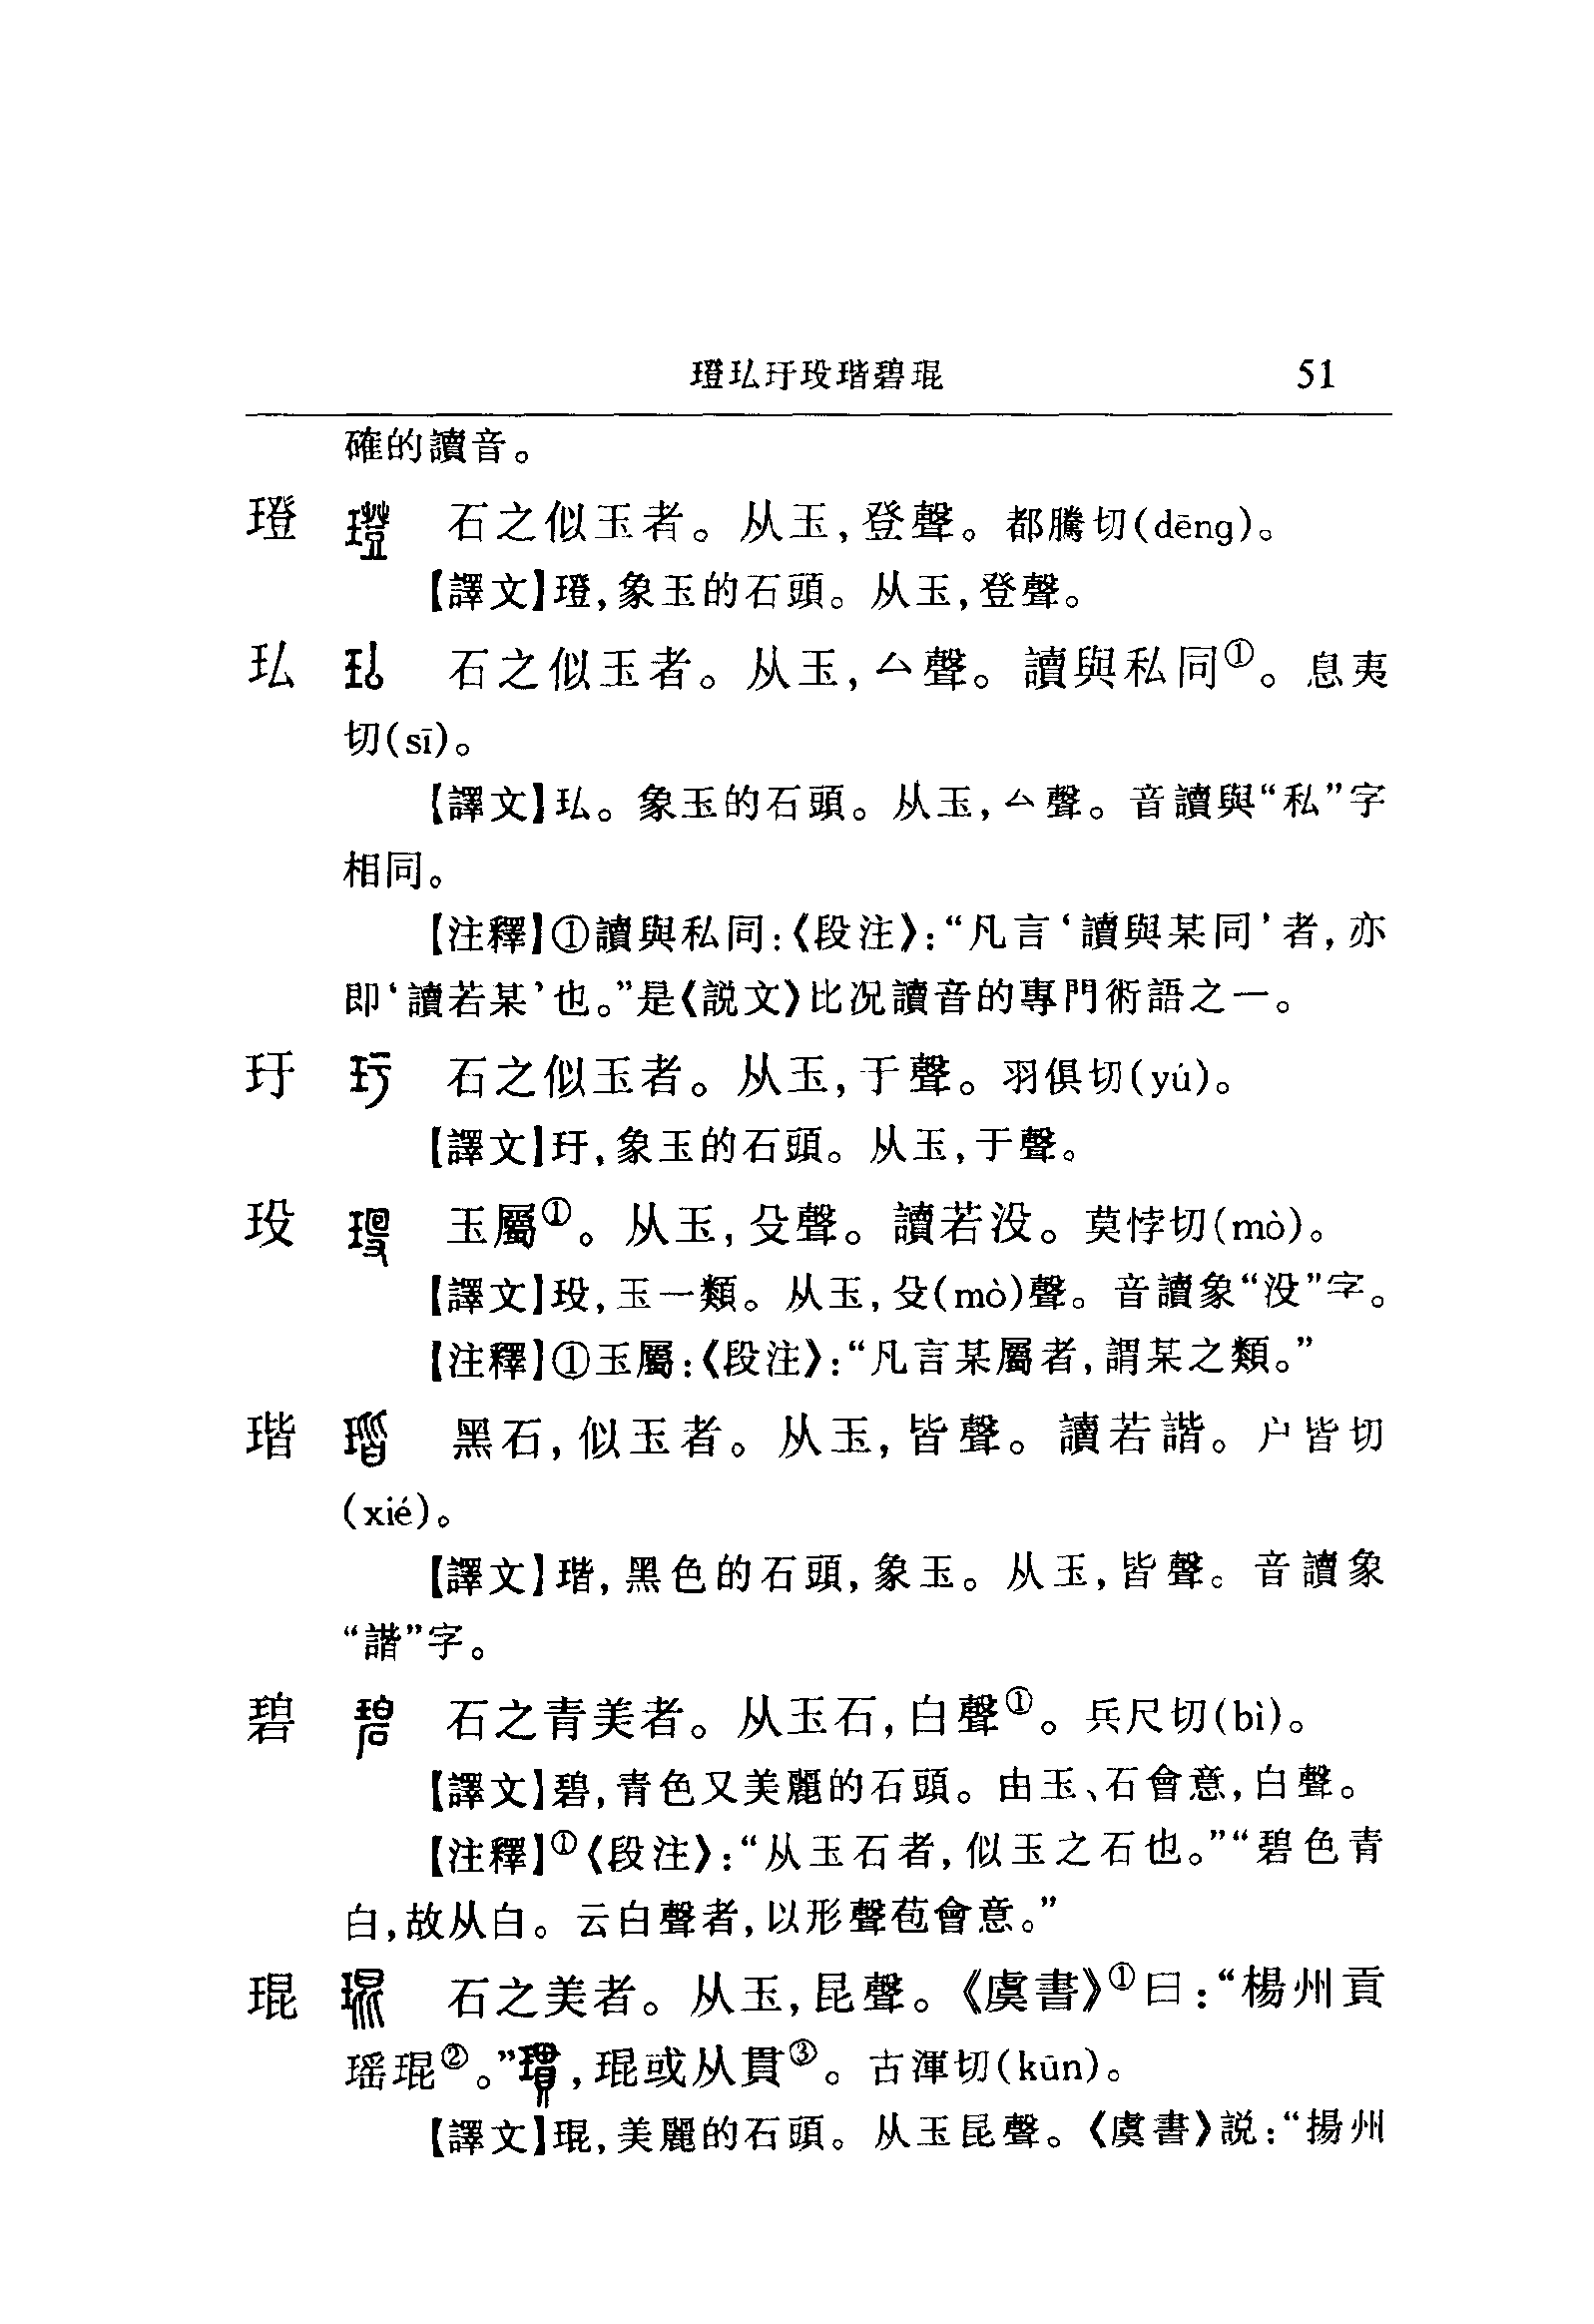 璒玜玗玟瑎碧琨 51
確的讀音。
璒 石之似玉者。从玉,登聲。都騰切(dēng)。
【譯文】璒,象玉的石頭。从玉,登聲。
玜 石之似玉者。从玉,厶聲。讀與私同①。息夷
切(sī)。
【譯文】玜。象玉的石頭。从玉,厶聲。音讀與“私”字
相同。
【注釋】①讀與私同:《段注》:“凡言‘讀與某同’者,亦
即‘讀若某’也。”是《説文》比況讀音的專門術語之一。
玗 石之似玉者。从玉,于聲。羽俱切(yú)。
【譯文】玗,象玉的石頭。从玉,于聲。
玉屬①。从玉,殳聲。讀若没。莫悖切(mò)。
【譯文】玉一類。从玉,殳(mò)聲。音讀象“没”字。
【注釋】①玉屬:《段注》:“凡言某屬者,謂某之類。”
瑎 黑石,似玉者。从玉,皆聲。讀若諧。户皆切
(xié)。
【譯文】瑎,黑色的石頭,象玉。从玉,皆聲。音讀象
“諧”字。
碧 石之青美者。从玉石,白聲①。兵尺切(bì)。
【譯文】碧,青色又美麗的石頭。由玉、石會意,白聲。
【注釋】①《段注》:“从玉石者,似玉之石也。”“碧色青
白,故从白。云白聲者,以形聲苞會意。”
琨 石之美者。从玉,昆聲。《虞書》①曰:“楊州貢
瑶琨②。”,琨或从貫③。古渾切(kūn)。
【譯文】琨,美麗的石頭。从玉昆聲。《虞書》説:“揚州